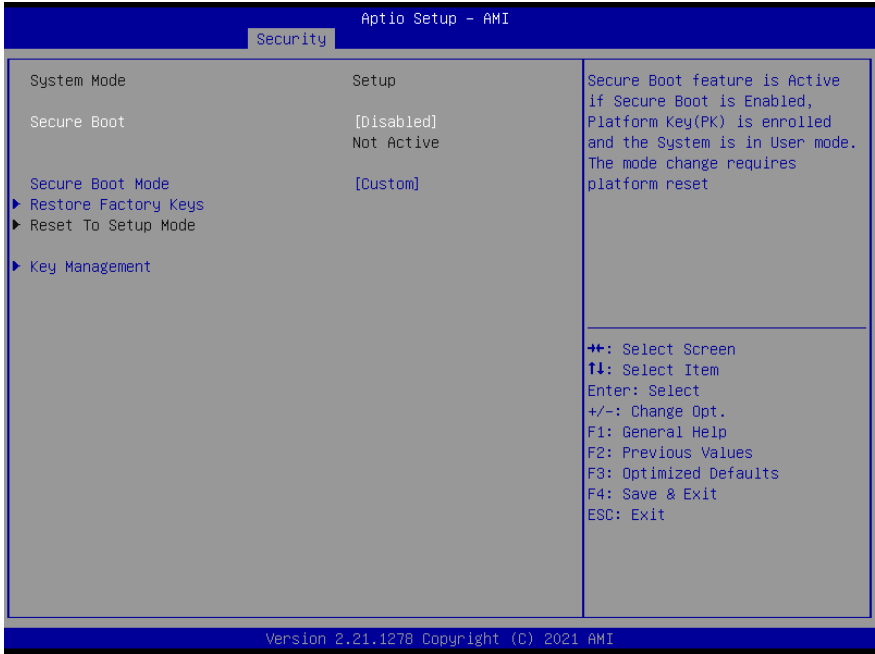 Aptio Setup – AMI
Security
System Mode Setup
Secure Boot [Disabled]
Not Active
Secure Boot Mode [Custom]
Restore Factory Keys
Reset To Setup Mode
Key Management
Secure Boot feature is Active
if Secure Boot is Enabled,
Platform Key(PK) is enrolled
and the System is in User mode.
The mode change requires
platform reset
→←: Select Screen
↑↓: Select Item
Enter: Select
+/-: Change Opt.
F1: General Help
F2: Previous Values
F3: Optimized Defaults
F4: Save & Exit
ESC: Exit
Version 2.21.1278 Copyright (C) 2021 AMI